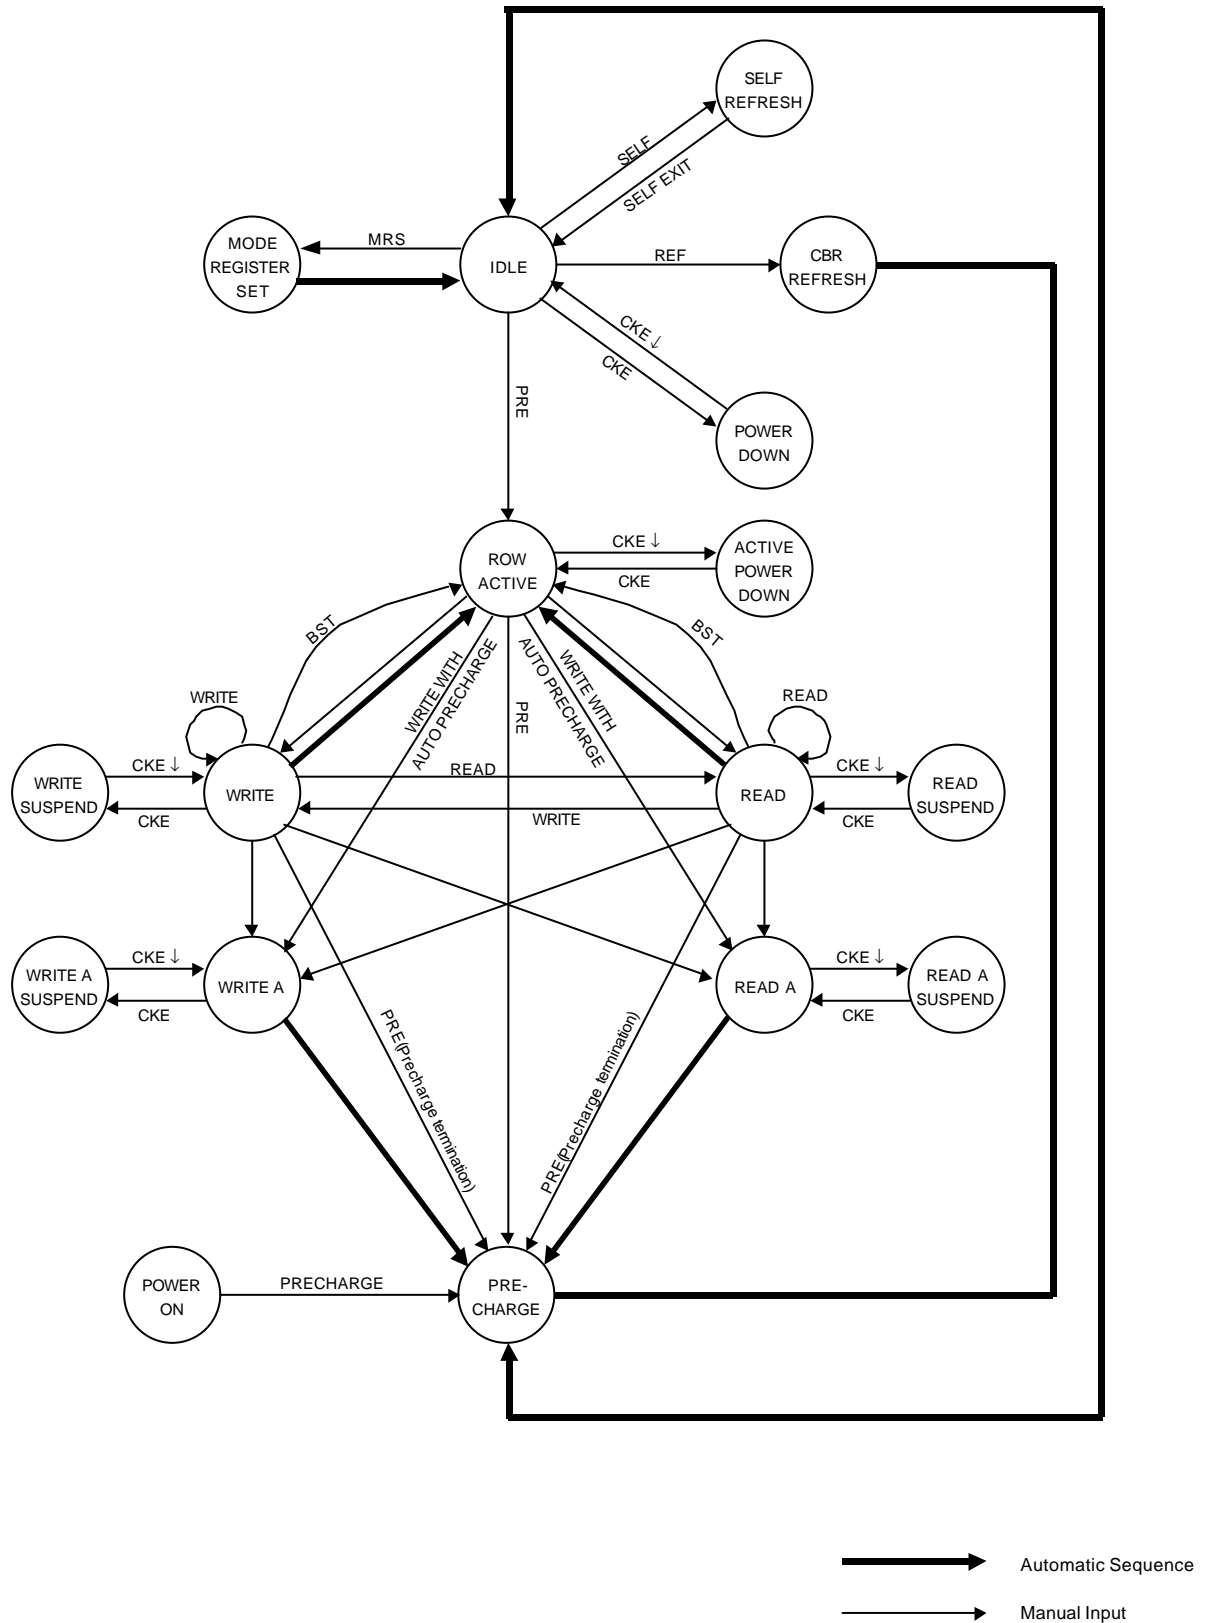 SELF
REFRESH
SELF
SELF EXIT
MODE
REGISTER
SET
MRS
IDLE
REF
CBR
REFRESH
CKE ↓
CKE
PRE
POWER
DOWN
ROW
ACTIVE
CKE ↓
CKE
ACTIVE
POWER
DOWN
BST
BST
WRITE WITH
AUTO PRECHARGE
PRE
WRITE WITH
AUTO PRECHARGE
WRITE
READ
WRITE
SUSPEND
CKE ↓
CKE
WRITE
READ
WRITE
READ
CKE ↓
CKE
READ
SUSPEND
WRITE A
SUSPEND
CKE ↓
CKE
WRITE A
READ A
CKE ↓
CKE
READ A
SUSPEND
PRE(Precharge termination)
PRE(Precharge termination)
POWER
ON
PRECHARGE
PRE-
CHARGE
Automatic Sequence
Manual Input